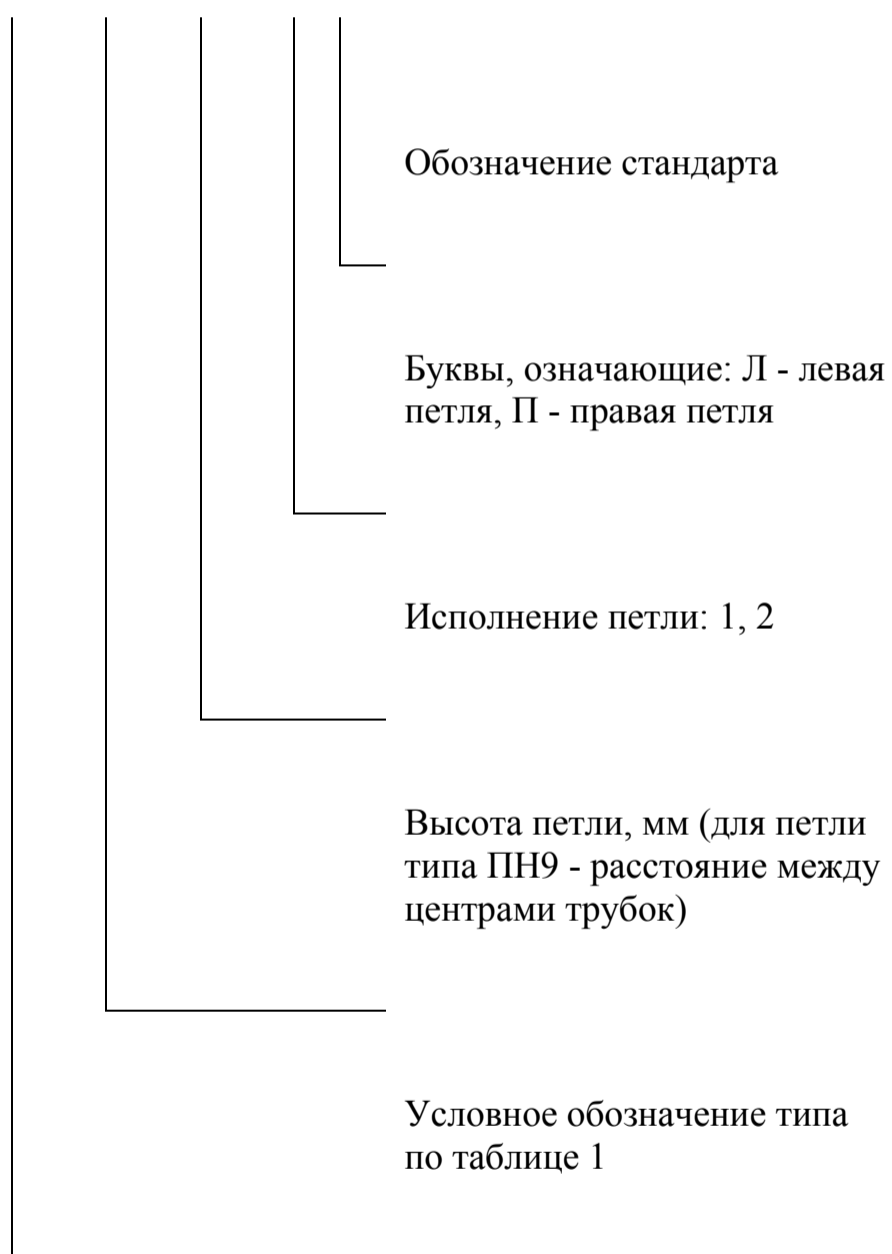 Обозначение стандарта
Буквы, означающие: Л - левая
петля, П - правая петля
Исполнение петли: 1, 2
Высота петли, мм (для петли
типа ПН9 - расстояние между
центрами трубок)
Условное обозначение типа
по таблице 1